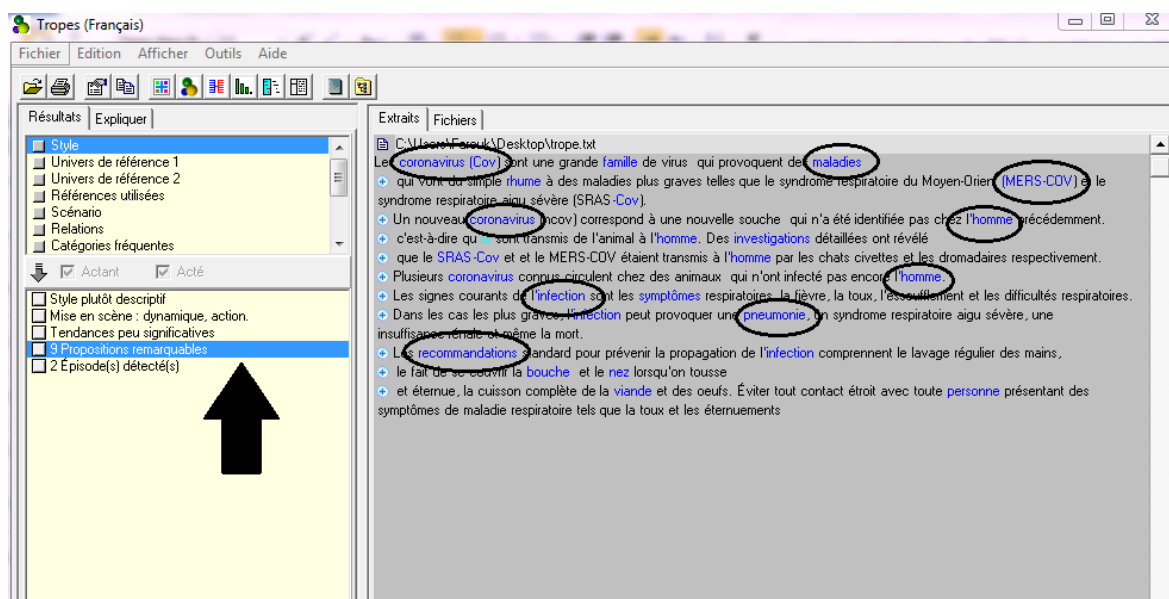 Tropes (Français)
Fichier Edition Afficher Outils Aide
Résultats Expliquer
Style
Univers de référence 1
Univers de référence 2
Références utilisées
Scénario
Relations
Catégories fréquentes
Actant Acté
Style plutôt descriptif
Mise en scène : dynamique, action.
Tendances peu significatives
9 Propositions remarquables
2 Épisode(s) détecté(s)
Extraits Fichiers
C:\Users\Farouk\Desktop\trope.txt
Les coronavirus (Cov) sont une grande famille de virus qui provoquent des maladies
qui vont du simple rhume à des maladies plus graves telles que le syndrome respiratoire du Moyen-Orient (MERS-COV) et le
syndrome respiratoire aigu sévère (SRAS-Cov).
Un nouveau coronavirus (ncov) correspond à une nouvelle souche qui n'a été identifiée pas chez l'homme précédemment.
c'est-à-dire qu'ils sont transmis de l'animal à l'homme. Des investigations détaillées ont révélé
que le SRAS-Cov et et le MERS-COV étaient transmis à l'homme par les chats civettes et les dromadaires respectivement.
Plusieurs coronavirus connus circulent chez des animaux qui n'ont infecté pas encore l'homme.
Les signes courants de l'infection sont les symptômes respiratoires, la fièvre, la toux, l'essoufflement et les difficultés respiratoires.
Dans les cas les plus graves, l'infection peut provoquer une pneumonie, un syndrome respiratoire aigu sévère, une
insuffisance rénale et même la mort.
Les recommandations standard pour prévenir la propagation de l'infection comprennent le lavage régulier des mains,
le fait de se couvrir la bouche et le nez lorsqu'on tousse
et éternue, la cuisson complète de la viande et des oeufs. Éviter tout contact étroit avec toute personne présentant des
symptômes de maladie respiratoire tels que la toux et les éternuements